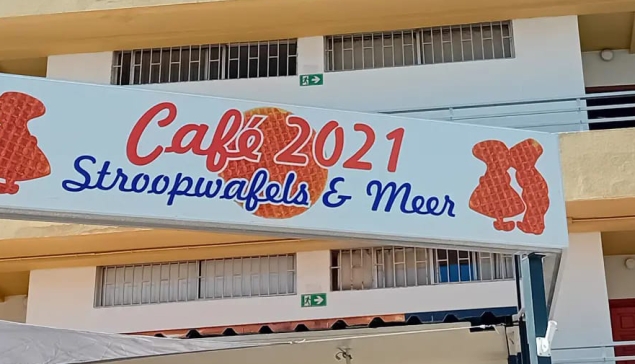 Café 2021
Stroopwafels & Meer